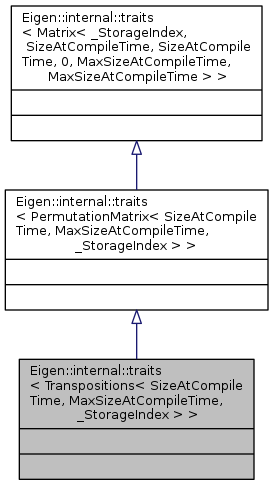 Eigen::internal::traits
< Matrix< _StorageIndex,
SizeAtCompileTime, SizeAtCompile
Time, 0, MaxSizeAtCompileTime,
MaxSizeAtCompileTime > >
Eigen::internal::traits
< PermutationMatrix< SizeAtCompile
Time, MaxSizeAtCompileTime,
_StorageIndex > >
Eigen::internal::traits
< Transpositions< SizeAtCompile
Time, MaxSizeAtCompileTime,
_StorageIndex > >